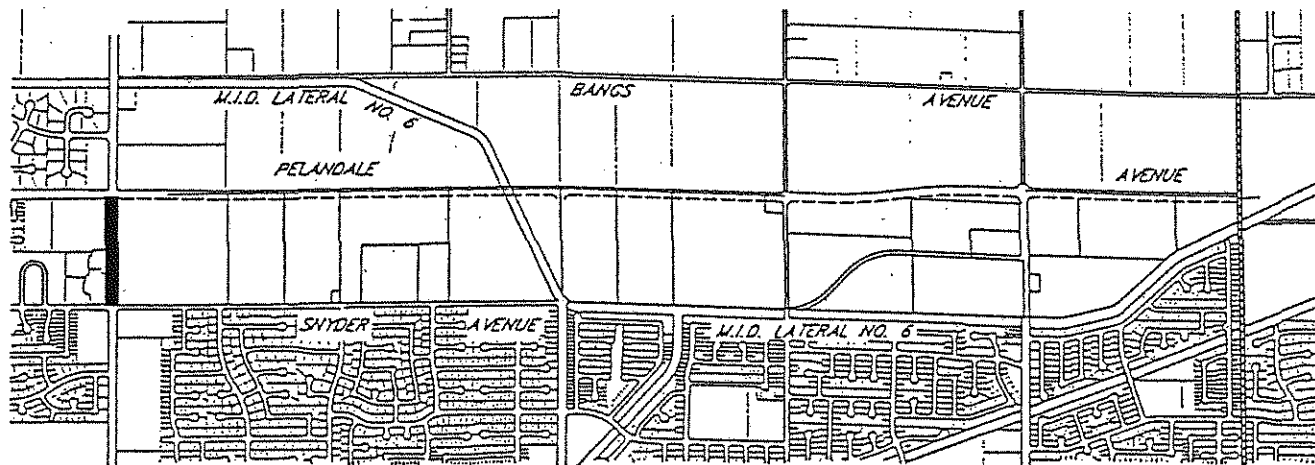 M.I.D. LATERAL
NO. 6
BANGS
AVENUE
PELANDALE
AVENUE
SNYDER
AVENUE
M.I.D. LATERAL NO. 6